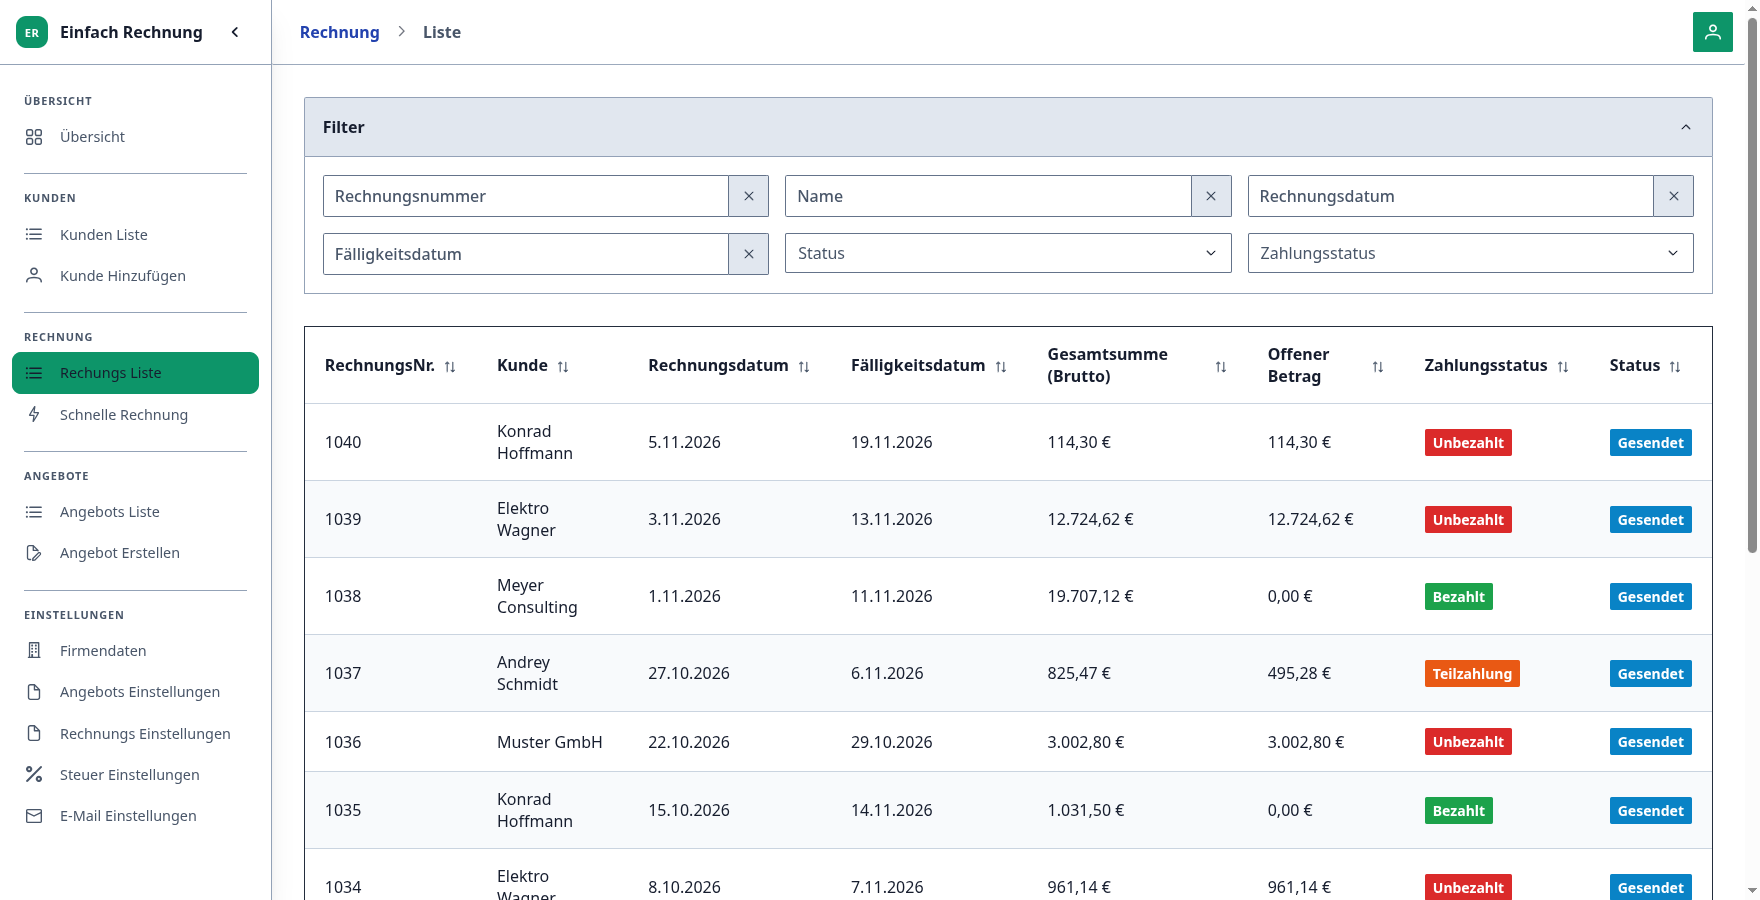 ER Einfach Rechnung
ÜBERSICHT
Übersicht
KUNDEN
Kunden Liste
Kunde Hinzufügen
RECHNUNG
Rechungs Liste
Schnelle Rechnung
ANGEBOTE
Angebots Liste
Angebot Erstellen
EINSTELLUNGEN
Firmendaten
Angebots Einstellungen
Rechnungs Einstellungen
Steuer Einstellungen
E-Mail Einstellungen
Rechnung Liste
Filter
Rechnungsnummer Name Rechnungsdatum
Fälligkeitsdatum Status Zahlungsstatus
RechnungsNr. Kunde Rechnungsdatum Fälligkeitsdatum Gesamtsumme (Brutto) Offener Betrag Zahlungsstatus Status
1040 Konrad Hoffmann 5.11.2026 19.11.2026 114,30 € 114,30 € Unbezahlt Gesendet
1039 Elektro Wagner 3.11.2026 13.11.2026 12.724,62 € 12.724,62 € Unbezahlt Gesendet
1038 Meyer Consulting 1.11.2026 11.11.2026 19.707,12 € 0,00 € Bezahlt Gesendet
1037 Andrey Schmidt 27.10.2026 6.11.2026 825,47 € 495,28 € Teilzahlung Gesendet
1036 Muster GmbH 22.10.2026 29.10.2026 3.002,80 € 3.002,80 € Unbezahlt Gesendet
1035 Konrad Hoffmann 15.10.2026 14.11.2026 1.031,50 € 0,00 € Bezahlt Gesendet
1034 Elektro Wagner 8.10.2026 7.11.2026 961,14 € 961,14 € Unbezahlt Gesendet